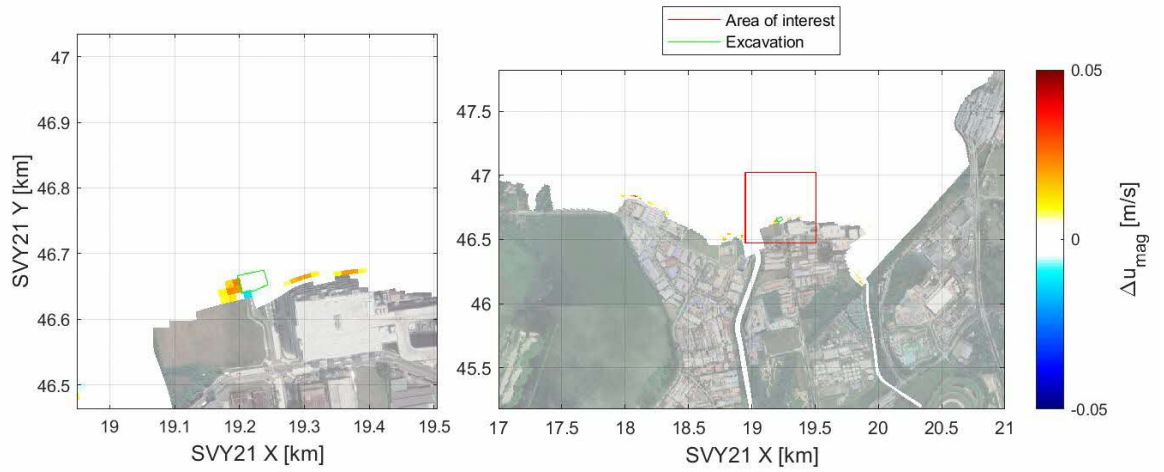 Area of interest
Excavation
47
46.9
46.8
46.7
46.6
46.5
SVY21 Y [km]
19 19.1 19.2 19.3 19.4 19.5
SVY21 X [km]
47.5
47
46.5
46
45.5
17 17.5 18 18.5 19 19.5 20 20.5 21
SVY21 X [km]
0.05
0
-0.05
Δu_mag [m/s]